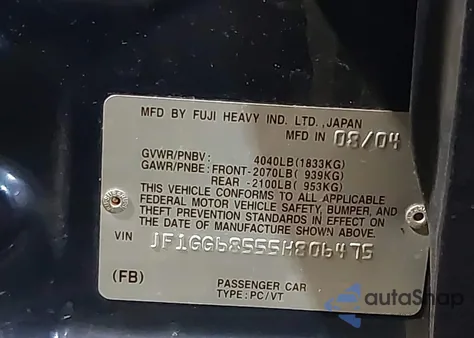 MFD BY FUJI HEAVY IND. LTD., JAPAN
MFD IN 08/04
GVWR/PNBV : 4040LB(1833KG)
GAWR/PNBE: FRONT-2070LB( 939KG)
REAR -2100LB( 953KG)
THIS VEHICLE CONFORMS TO ALL APPLICABLE
FEDERAL MOTOR VEHICLE SAFETY, BUMPER, AND
THEFT PREVENTION STANDARDS IN EFFECT ON
THE DATE OF MANUFACTURE SHOWN ABOVE.
VIN JF1GG68555H806475
(FB) PASSENGER CAR
TYPE: PC/VT
autoSnap